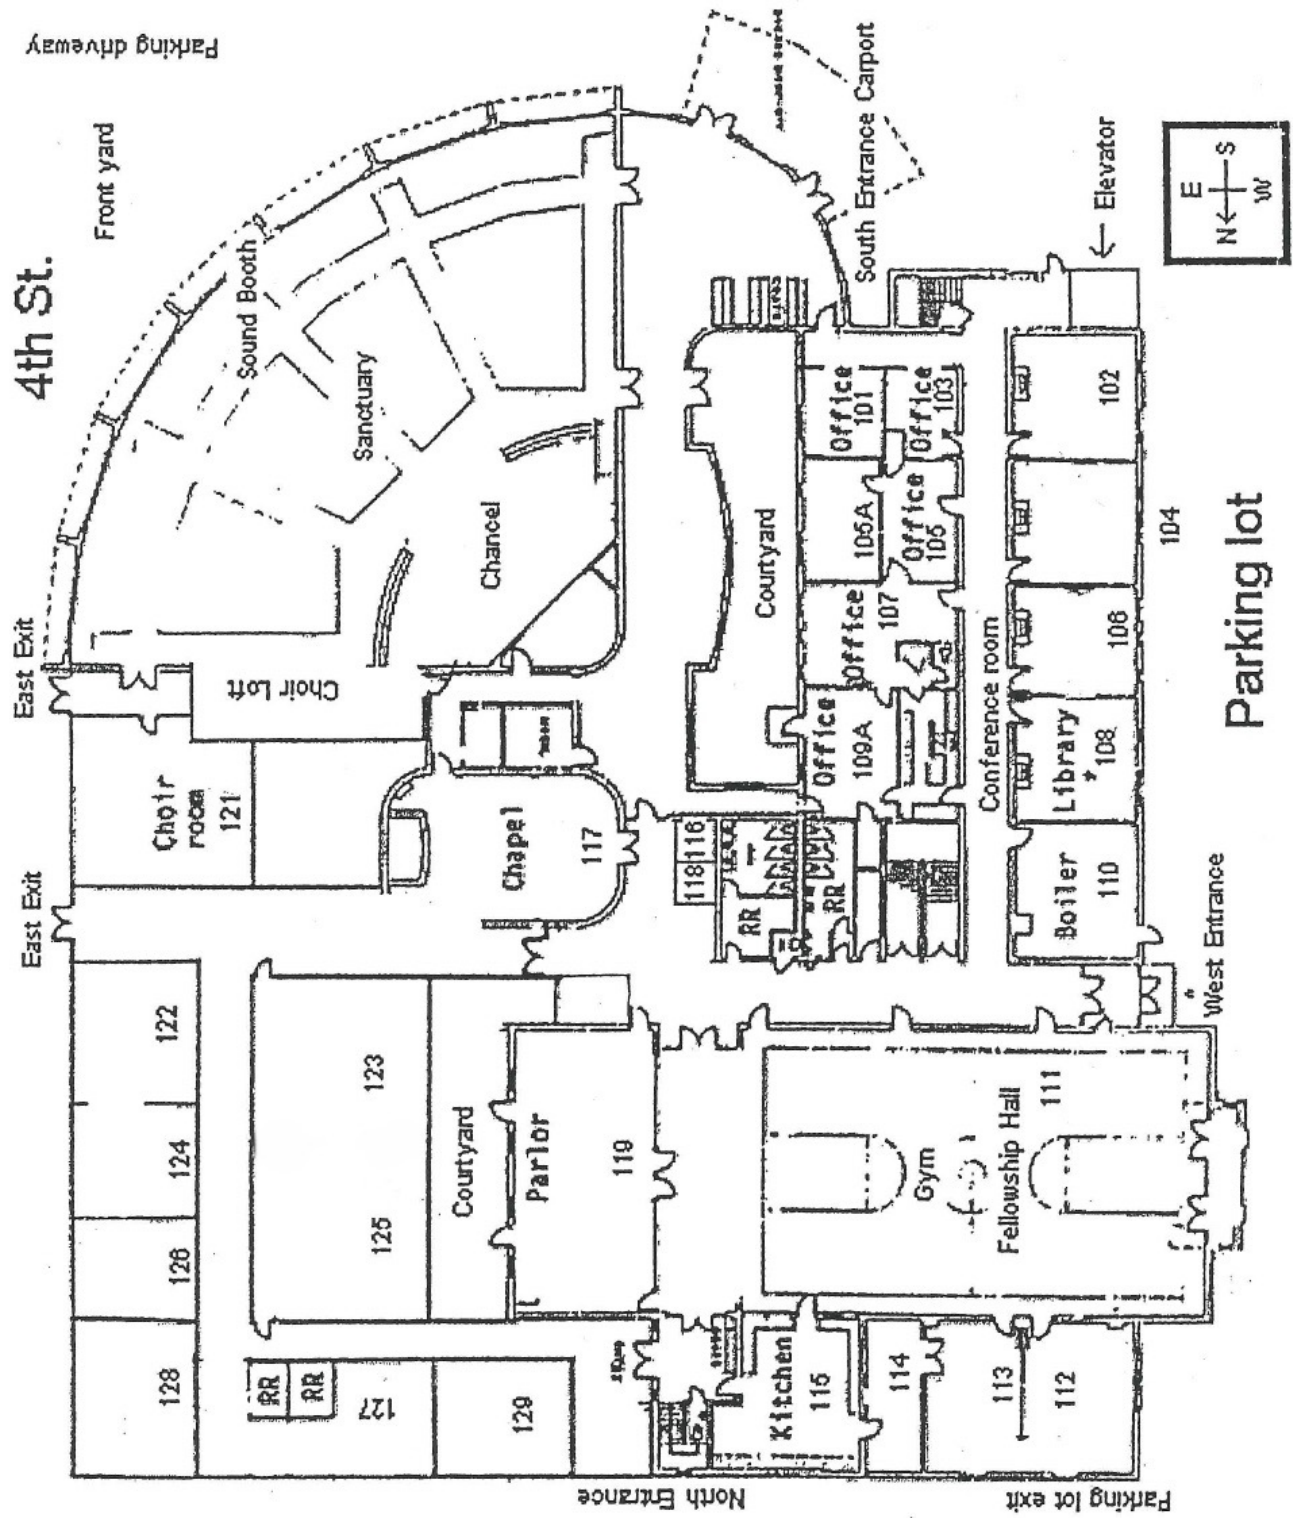 Parking driveway
4th St.
Front yard
South Entrance Carport
Elevator
E
N
S
W
Sound Booth
Sanctuary
Chancel
Choir Loft
East Exit
Choir
room
121
Chapel
117
Courtyard
Office
101
Office
103
105A
Office
105
Office
107
Office
109A
Conference room
102
104
106
Library
*
108
Boiler
110
116
118
RR
RR
* West Entrance
Parking lot
East Exit
122
124
126
128
123
125
Courtyard
Parlor
119
Gym
Fellowship Hall
111
RR
RR
127
129
Kitchen
115
114
113
112
North Entrance
Parking lot exit